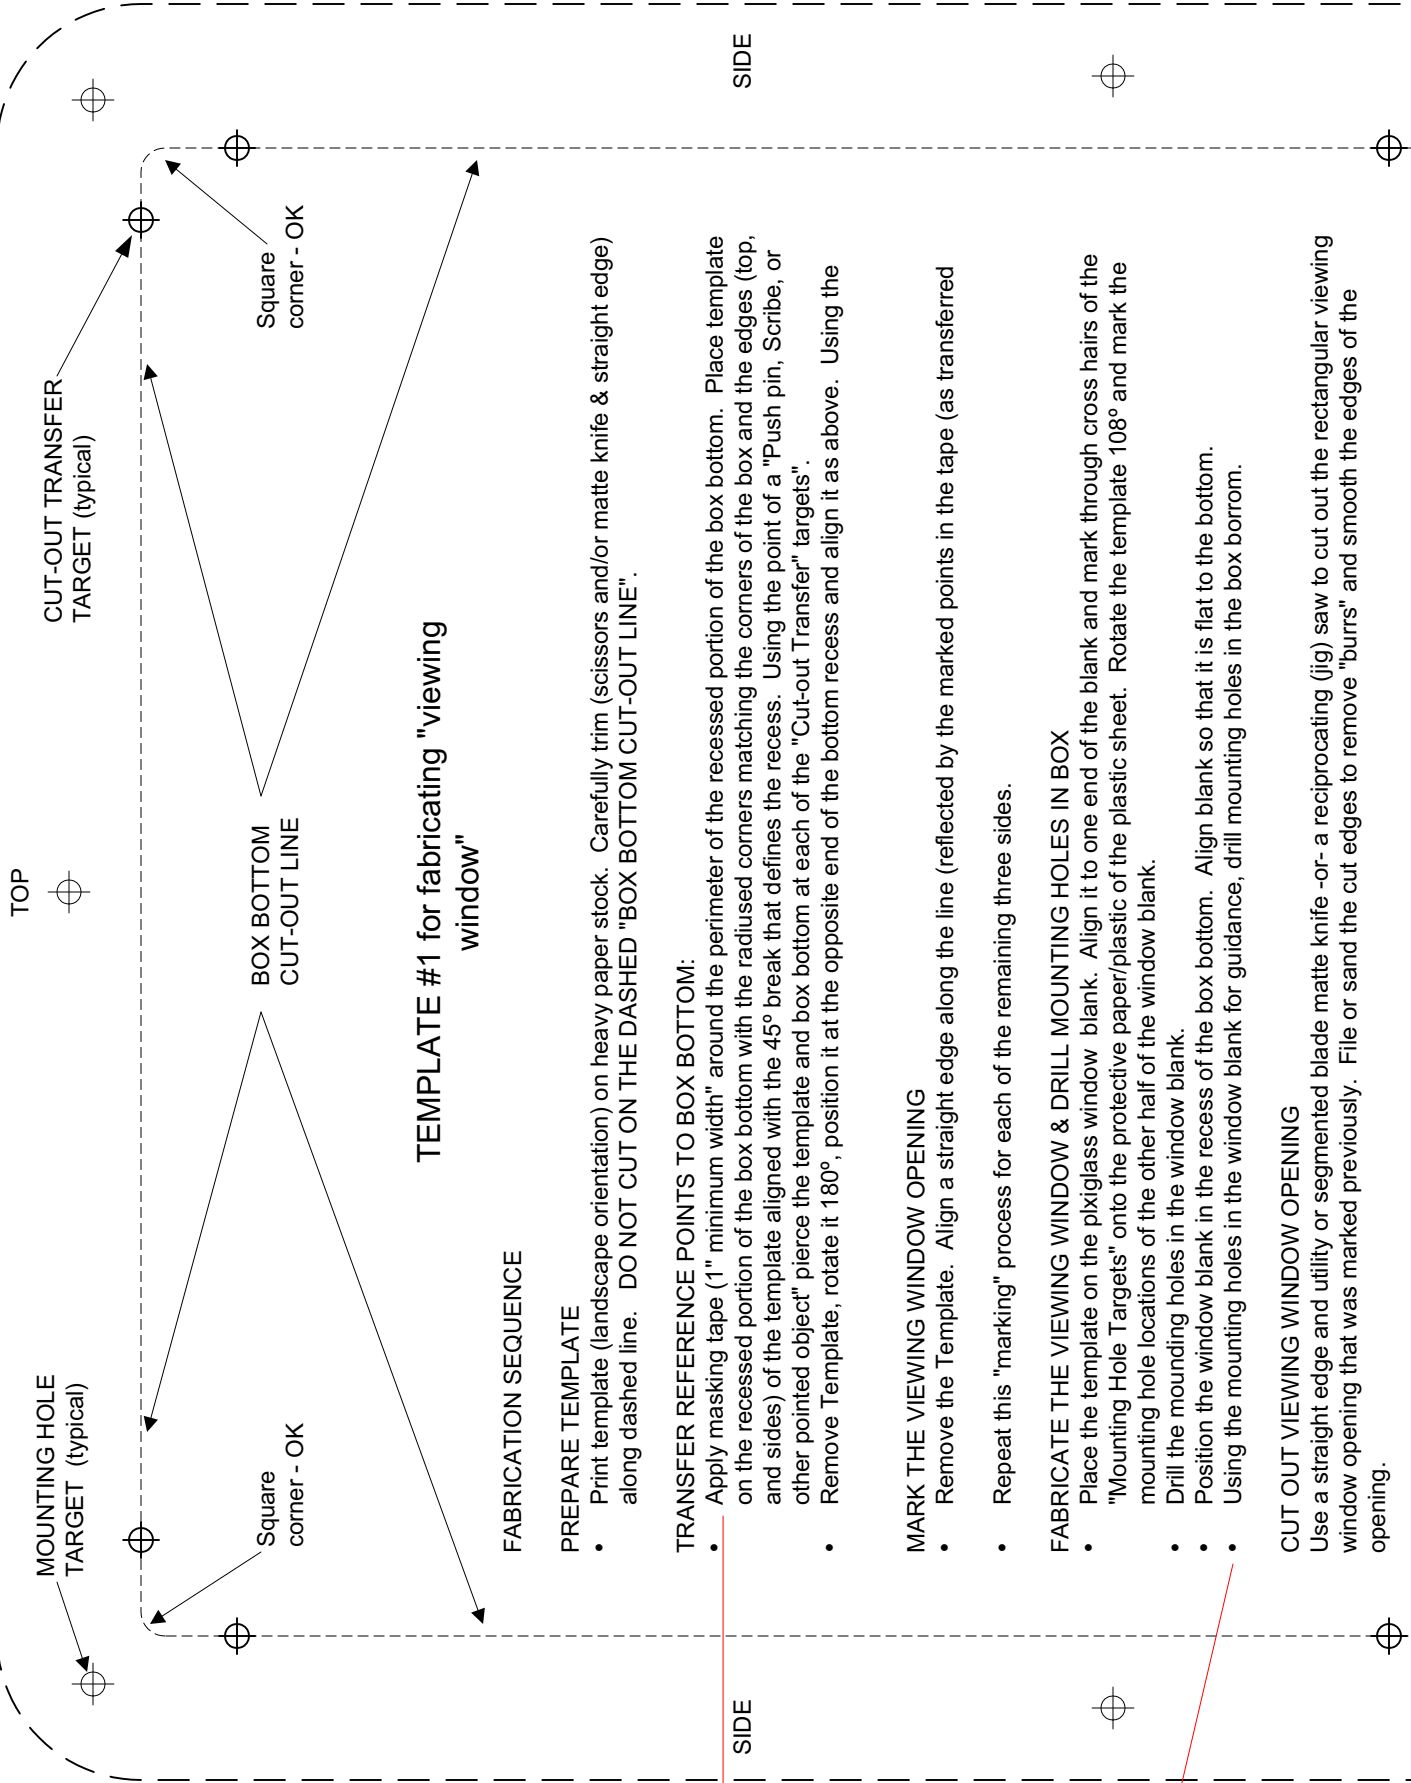 TOP
MOUNTING HOLE
TARGET  (typical)
CUT-OUT TRANSFER
TARGET (typical)
Square
corner - OK
BOX BOTTOM
CUT-OUT LINE
Square
corner - OK
TEMPLATE #1 for fabricating "viewing
window"
FABRICATION SEQUENCE
PREPARE TEMPLATE
• Print template (landscape orientation) on heavy paper stock.  Carefully trim (scissors and/or matte knife & straight edge)
along dashed line.  DO NOT CUT ON THE DASHED "BOX BOTTOM CUT-OUT LINE".
TRANSFER REFERENCE POINTS TO BOX BOTTOM:
• Apply masking tape (1" minimum width" around the perimeter of the recessed portion of the box bottom.  Place template
on the recessed portion of the box bottom with the radiused corners matching the corners of the box and the edges (top,
and sides) of the template aligned with the 45º break that defines the recess.  Using the point of a "Push pin, Scribe, or
other pointed object" pierce the template and box bottom at each of the "Cut-out Transfer" targets".
• Remove Template, rotate it 180º, position it at the opposite end of the bottom recess and align it as above.  Using the
SIDE
SIDE
MARK THE VIEWING WINDOW OPENING
• Remove the Template.  Align a straight edge along the line (reflected by the marked points in the tape (as transferred
• Repeat this "marking" process for each of the remaining three sides.
FABRICATE THE VIEWING WINDOW & DRILL MOUNTING HOLES IN BOX
• Place the template on the plxiglass window  blank.  Align it to one end of the blank and mark through cross hairs of the
"Mounting Hole Targets" onto the protective paper/plastic of the plastic sheet.  Rotate the template 108º and mark the
mounting hole locations of the other half of the window blank.
• Drill the mounding holes in the window blank.
• Position the window blank in the recess of the box bottom.  Align blank so that it is flat to the bottom.
• Using the mounting holes in the window blank for guidance, drill mounting holes in the box borrom.
CUT OUT VIEWING WINDOW OPENING
Use a straight edge and utility or segmented blade matte knife -or- a reciprocating (jig) saw to cut out the rectangular viewing
window opening that was marked previously.  File or sand the cut edges to remove "burrs" and smooth the edges of the
opening.